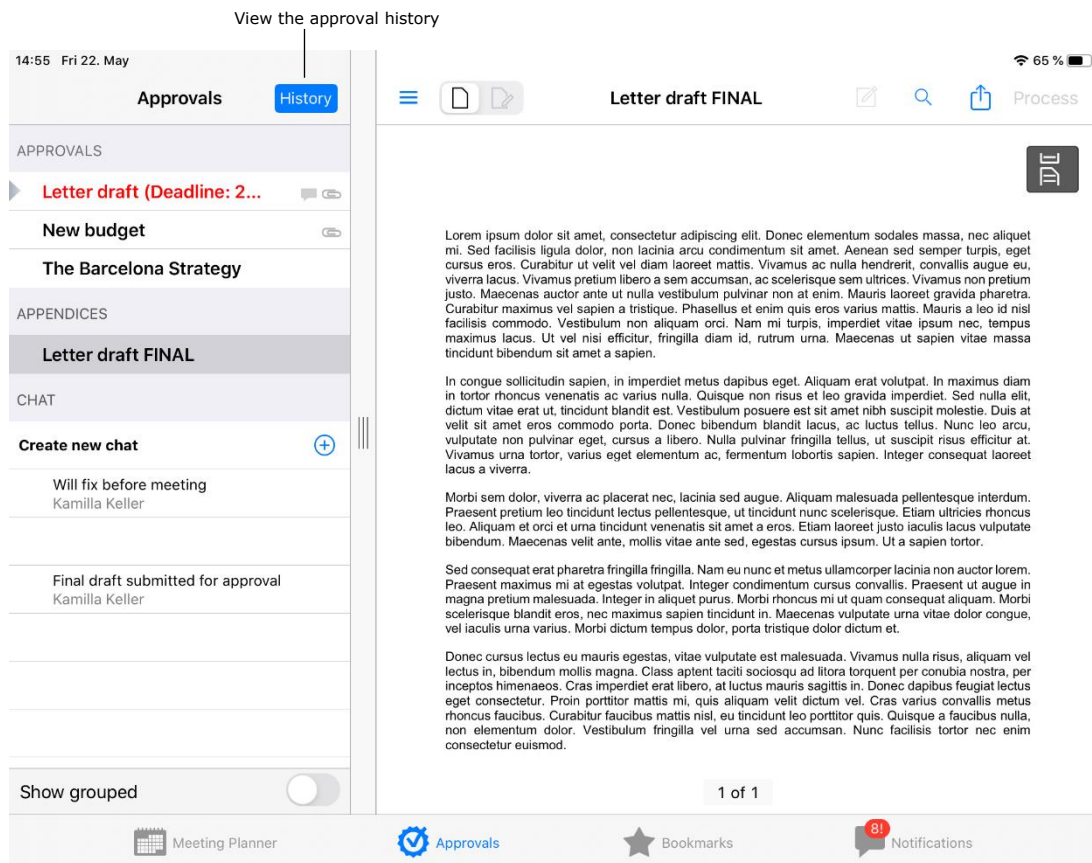 View the approval history
14:55 Fri 22. May
65 %
Approvals
History
Letter draft FINAL
Process
APPROVALS
Letter draft (Deadline: 2...
New budget
The Barcelona Strategy
APPENDICES
Letter draft FINAL
CHAT
Create new chat
Will fix before meeting
Kamilla Keller
Final draft submitted for approval
Kamilla Keller
Show grouped
Lorem ipsum dolor sit amet, consectetur adipiscing elit. Donec elementum sodales massa, nec aliquet
mi. Sed facilisis ligula dolor, non lacinia arcu condimentum sit amet. Aenean sed semper turpis, eget
cursus eros. Curabitur ut velit vel diam laoreet mattis. Vivamus ac nulla hendrerit, convallis augue eu,
viverra lacus. Vivamus pretium libero a sem accumsan, ac scelerisque sem ultrices. Vivamus non pretium
justo. Maecenas auctor ante ut nulla vestibulum pulvinar non at enim. Mauris laoreet gravida pharetra.
Curabitur maximus vel sapien a tristique. Phasellus et enim quis eros varius mattis. Mauris a leo id nisl
facilisis commodo. Vestibulum non aliquam orci. Nam mi turpis, imperdiet vitae ipsum nec, tempus
maximus lacus. Ut vel nisi efficitur, fringilla diam id, rutrum urna. Maecenas ut sapien vitae massa
tincidunt bibendum sit amet a sapien.
In congue sollicitudin sapien, in imperdiet metus dapibus eget. Aliquam erat volutpat. In maximus diam
in tortor rhoncus venenatis ac varius nulla. Quisque non risus et leo gravida imperdiet. Sed nulla elit,
dictum vitae erat ut, tincidunt blandit est. Vestibulum posuere est sit amet nibh suscipit molestie. Duis at
velit sit amet eros commodo porta. Donec bibendum blandit lacus, ac luctus tellus. Nunc leo arcu,
vulputate non pulvinar eget, cursus a libero. Nulla pulvinar fringilla tellus, ut suscipit risus efficitur at.
Vivamus urna tortor, varius eget elementum ac, fermentum lobortis sapien. Integer consequat laoreet
lacus a viverra.
Morbi sem dolor, viverra ac placerat nec, lacinia sed augue. Aliquam malesuada pellentesque interdum.
Praesent pretium leo tincidunt lectus pellentesque, ut tincidunt nunc scelerisque. Etiam ultricies rhoncus
leo. Aliquam et orci et urna tincidunt venenatis sit amet a eros. Etiam laoreet justo iaculis lacus vulputate
bibendum. Maecenas velit ante, mollis vitae ante sed, egestas cursus ipsum. Ut a sapien tortor.
Sed consequat erat pharetra fringilla fringilla. Nam eu nunc et metus ullamcorper lacinia non auctor lorem.
Praesent maximus mi at egestas volutpat. Integer condimentum cursus convallis. Praesent ut augue in
magna pretium malesuada. Integer in aliquet purus. Morbi rhoncus mi ut quam consequat aliquam. Morbi
scelerisque blandit eros, nec maximus sapien tincidunt in. Maecenas vulputate urna vitae dolor congue,
vel iaculis urna varius. Morbi dictum tempus dolor, porta tristique dolor dictum et.
Donec cursus lectus eu mauris egestas, vitae vulputate est malesuada. Vivamus nulla risus, aliquam vel
lectus in, bibendum mollis magna. Class aptent taciti sociosqu ad litora torquent per conubia nostra, per
inceptos himenaeos. Cras imperdiet erat libero, at luctus mauris sagittis in. Donec dapibus feugiat lectus
eget consectetur. Proin porttitor mattis mi, quis aliquam velit dictum vel. Cras varius convallis metus
rhoncus faucibus. Curabitur faucibus mattis nisl, eu tincidunt leo porttitor quis. Quisque a faucibus nulla,
non elementum dolor. Vestibulum fringilla vel urna sed accumsan. Nunc facilisis tortor nec enim
consectetur euismod.
1 of 1
Meeting Planner
Approvals
Bookmarks
8!
Notifications